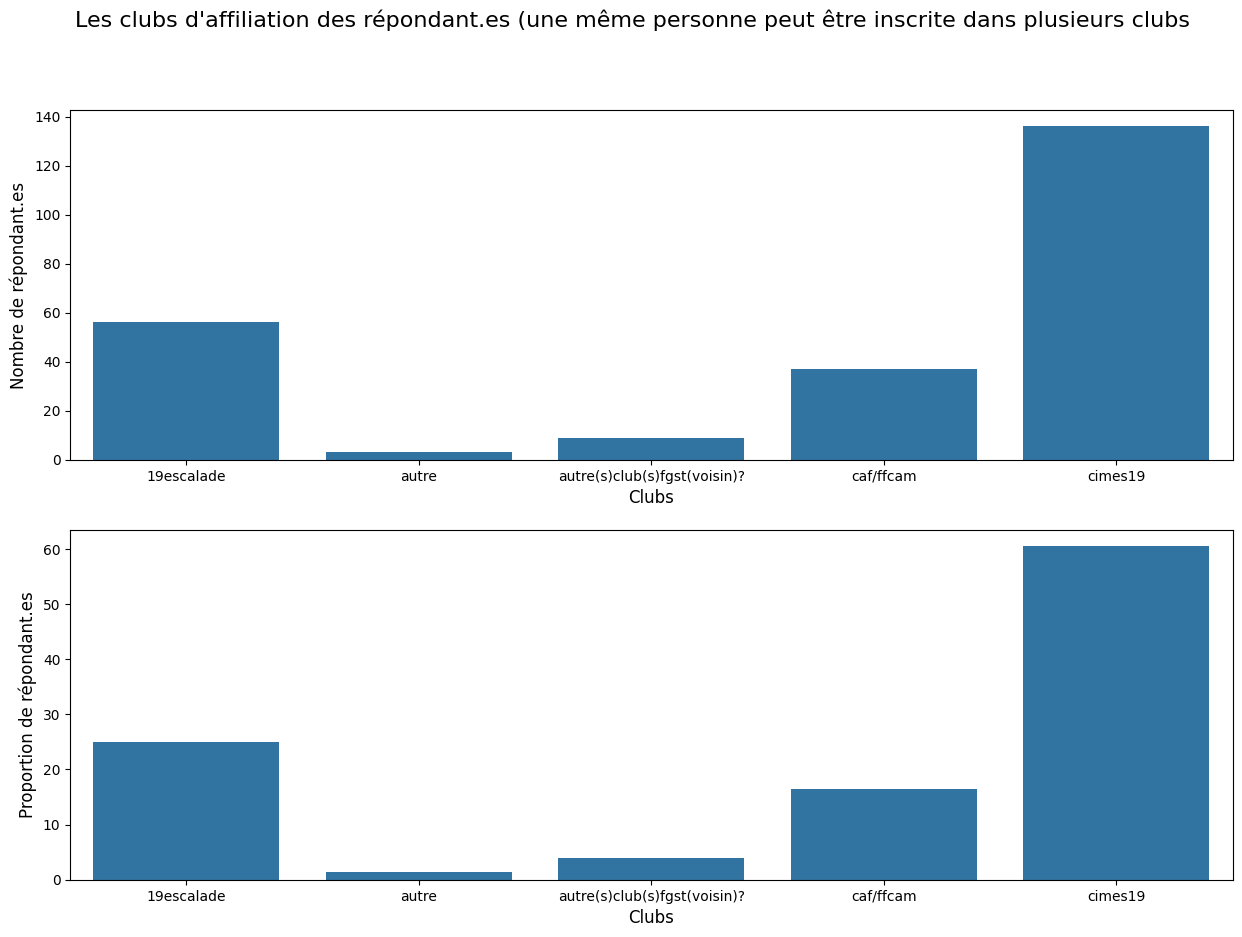 Les clubs d'affiliation des répondant.es (une même personne peut être inscrite dans plusieurs clubs
140
120
100
80
60
40
20
0
Nombre de répondant.es
19escalade
autre
autre(s)club(s)fgst(voisin)?
caf/ffcam
cimes19
Clubs
60
50
40
30
20
10
0
Proportion de répondant.es
19escalade
autre
autre(s)club(s)fgst(voisin)?
caf/ffcam
cimes19
Clubs